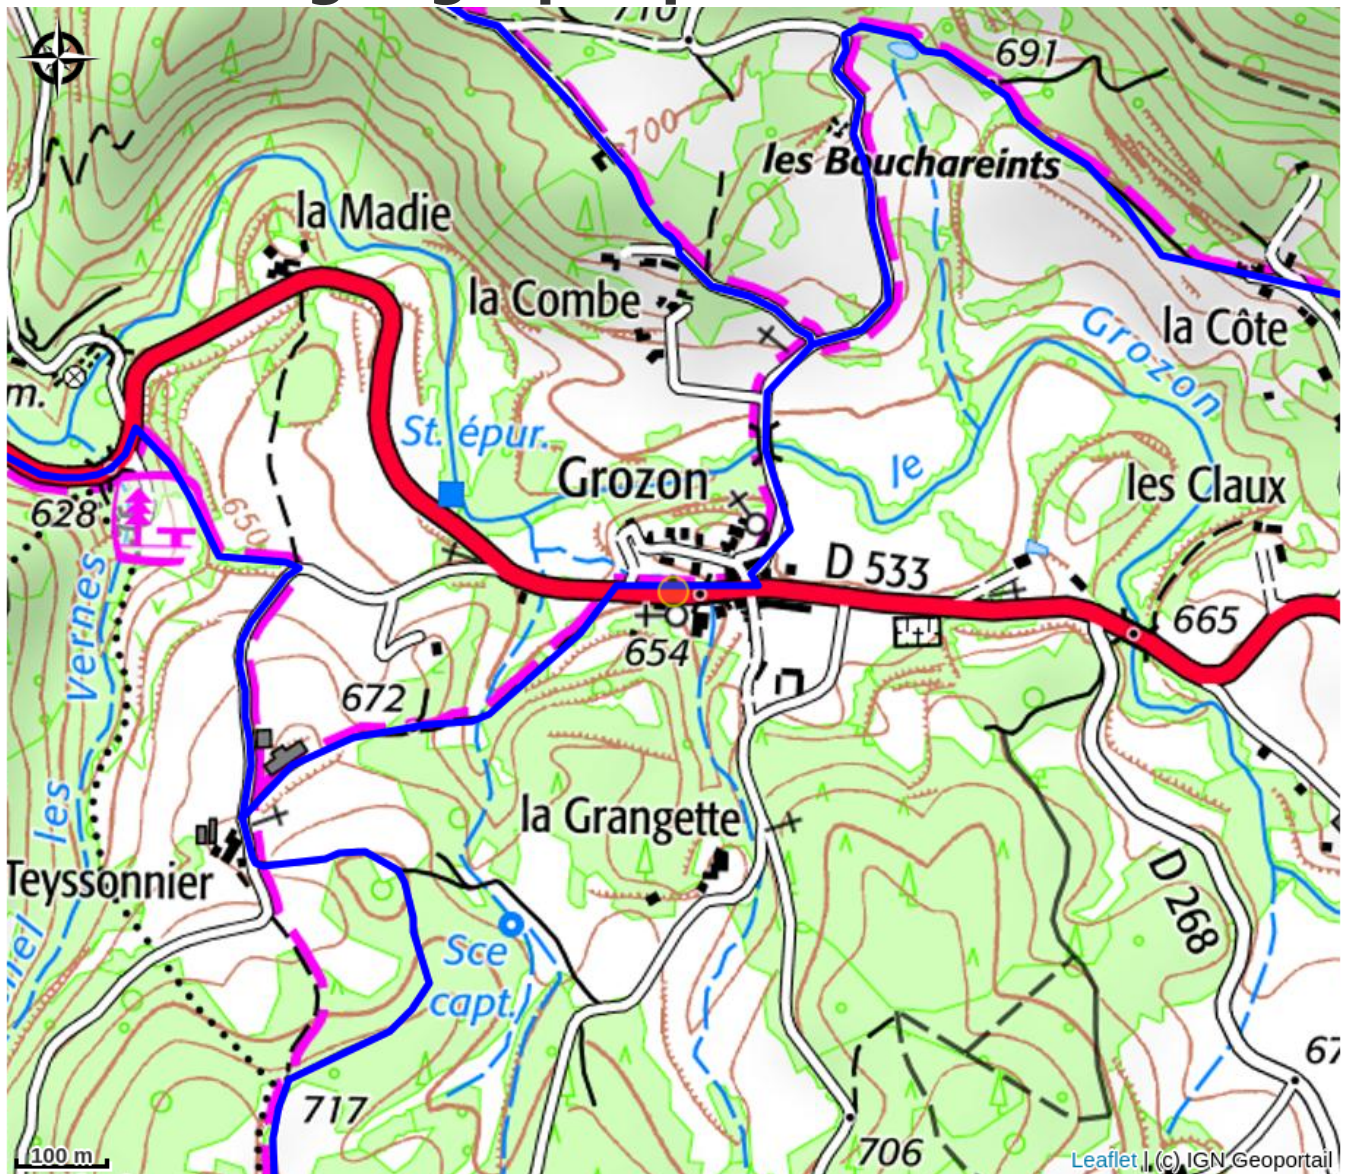 710
691
700
les Bouchareints
la Madie
la Combe
Grozon
la Côte
m.
St. épur.
Grozon
le
les Claux
628
650
D 533
Vernes
665
654
672
les
la Grangette
Teyssonnier
D 268
Sce
capt.)
67
717
706
100 m
Leaflet | (c) IGN Geoportail